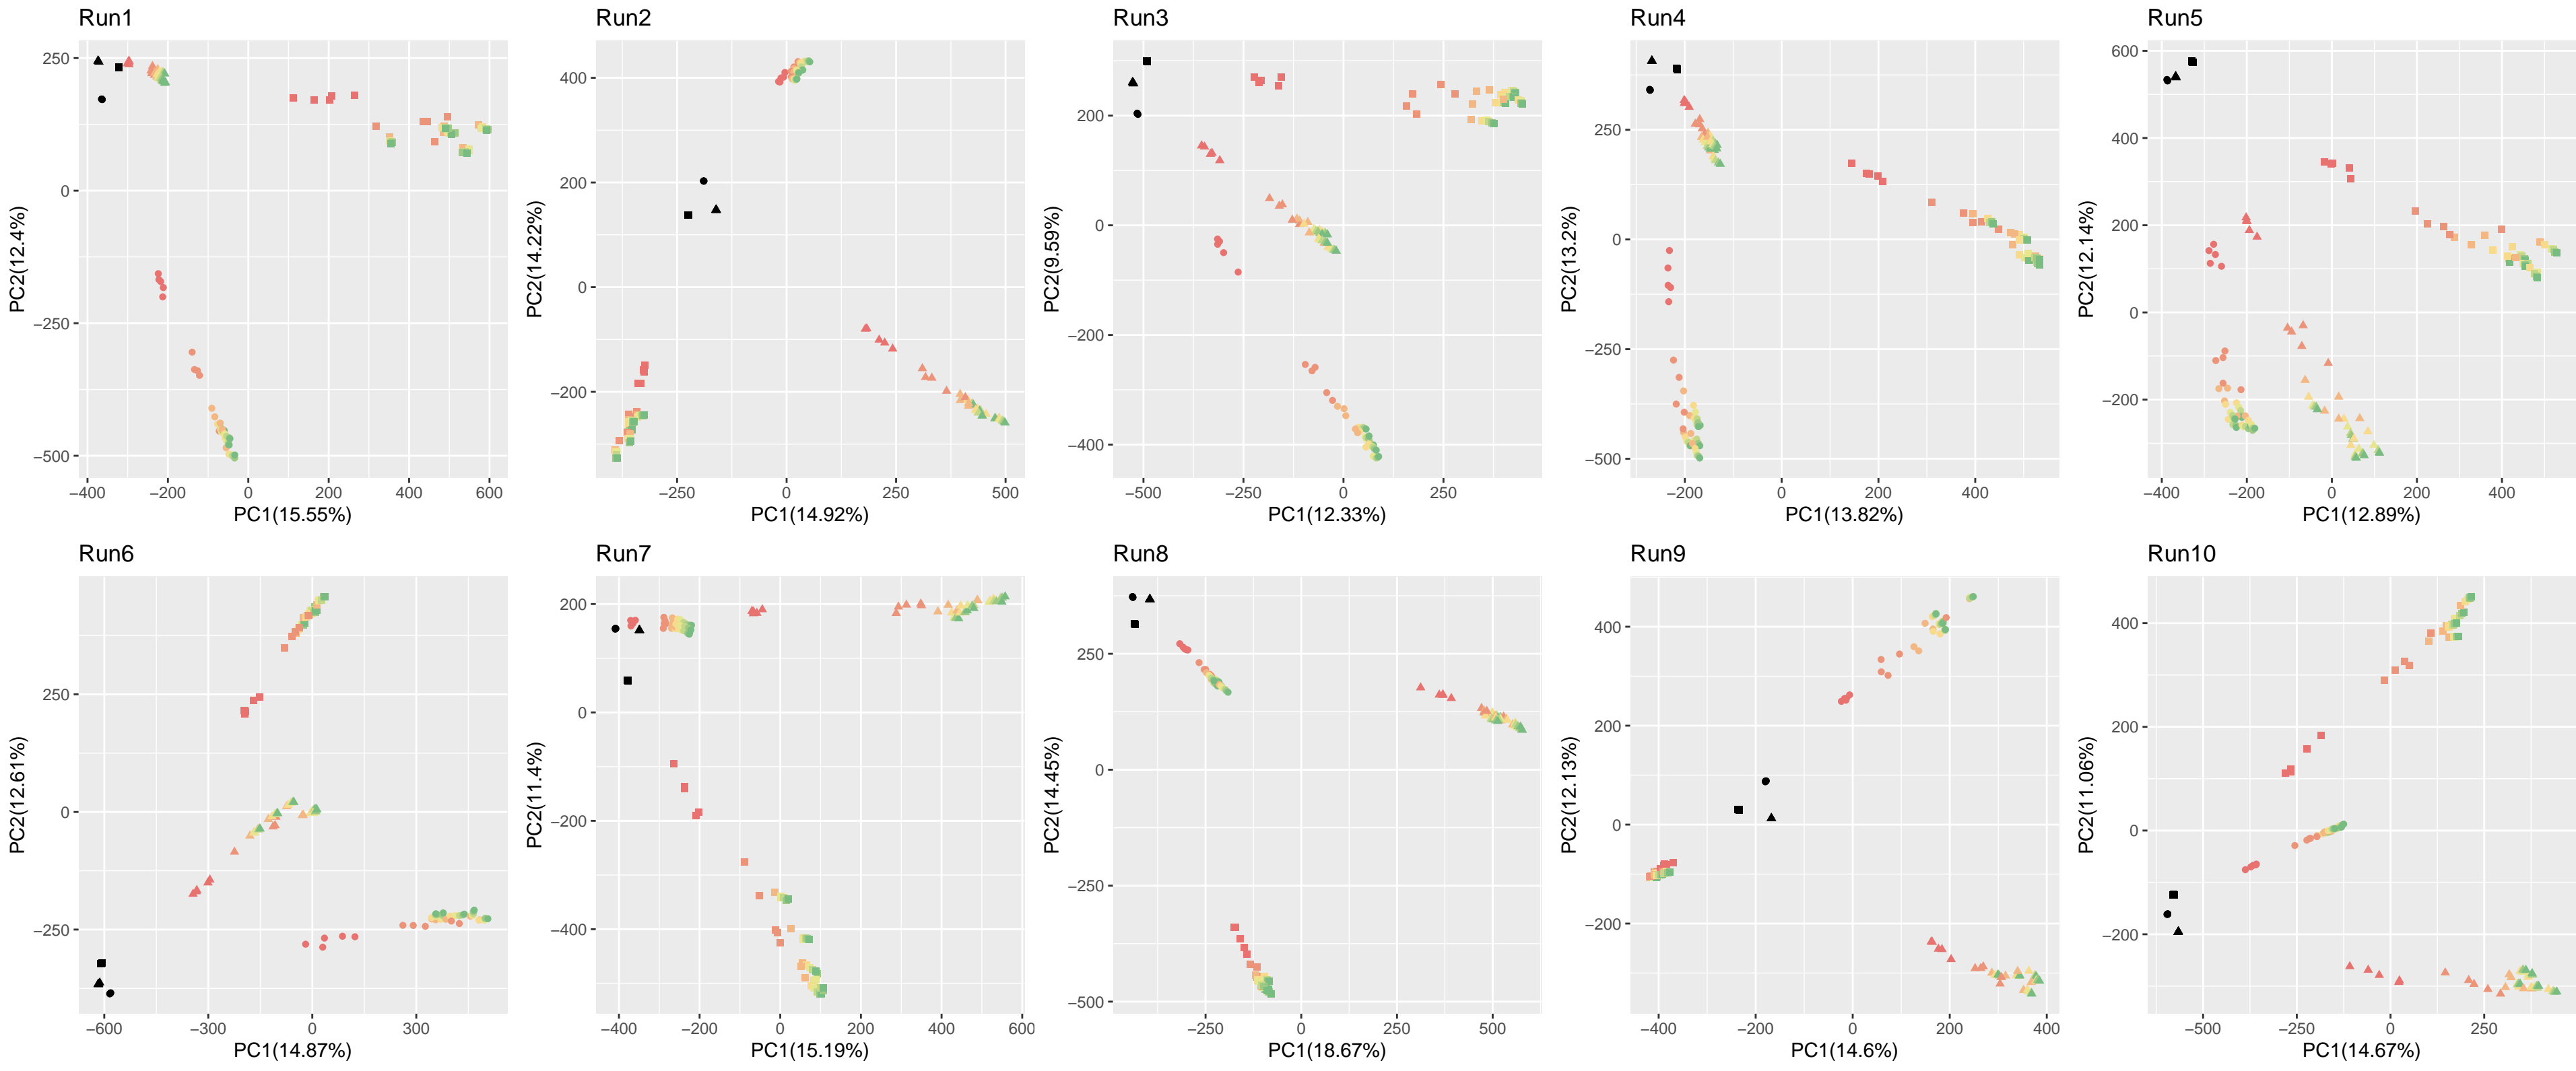 Run1
Run2
Run3
Run4
Run5
250
0
−250
−500
−400
−200
0
200
400
600
PC1(15.55%)
PC2(12.4%)
400
200
0
−200
−250
0
250
500
PC1(14.92%)
PC2(14.22%)
200
0
−200
−400
−500
−250
0
250
PC1(12.33%)
PC2(9.59%)
250
0
−250
−500
−200
0
200
400
PC1(13.82%)
PC2(13.2%)
600
400
200
0
−200
−400
−200
0
200
400
PC1(12.89%)
PC2(12.14%)
Run6
Run7
Run8
Run9
Run10
250
0
−250
−600
−300
0
300
PC1(14.87%)
PC2(12.61%)
200
0
−200
−400
−400
−200
0
200
400
600
PC1(15.19%)
PC2(11.4%)
250
0
−250
−500
−250
0
250
500
PC1(18.67%)
PC2(14.45%)
400
200
0
−200
−400
−200
0
200
400
PC1(14.6%)
PC2(12.13%)
400
200
0
−200
−500
−250
0
250
PC1(14.67%)
PC2(11.06%)